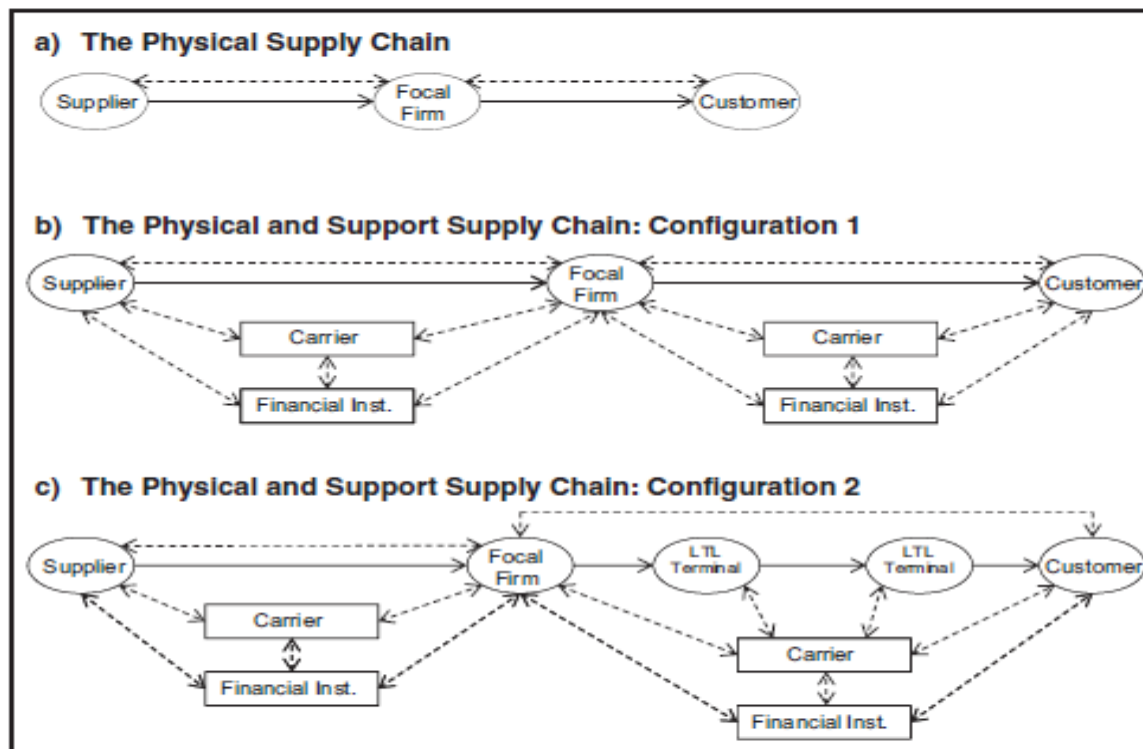 a) The Physical Supply Chain
Supplier
Focal
Firm
Customer
b) The Physical and Support Supply Chain: Configuration 1
Supplier
Focal
Firm
Customer
Carrier
Carrier
Financial Inst.
Financial Inst.
c) The Physical and Support Supply Chain: Configuration 2
Supplier
Focal
Firm
LTL
Terminal
LTL
Terminal
Customer
Carrier
Carrier
Financial Inst.
Financial Inst.